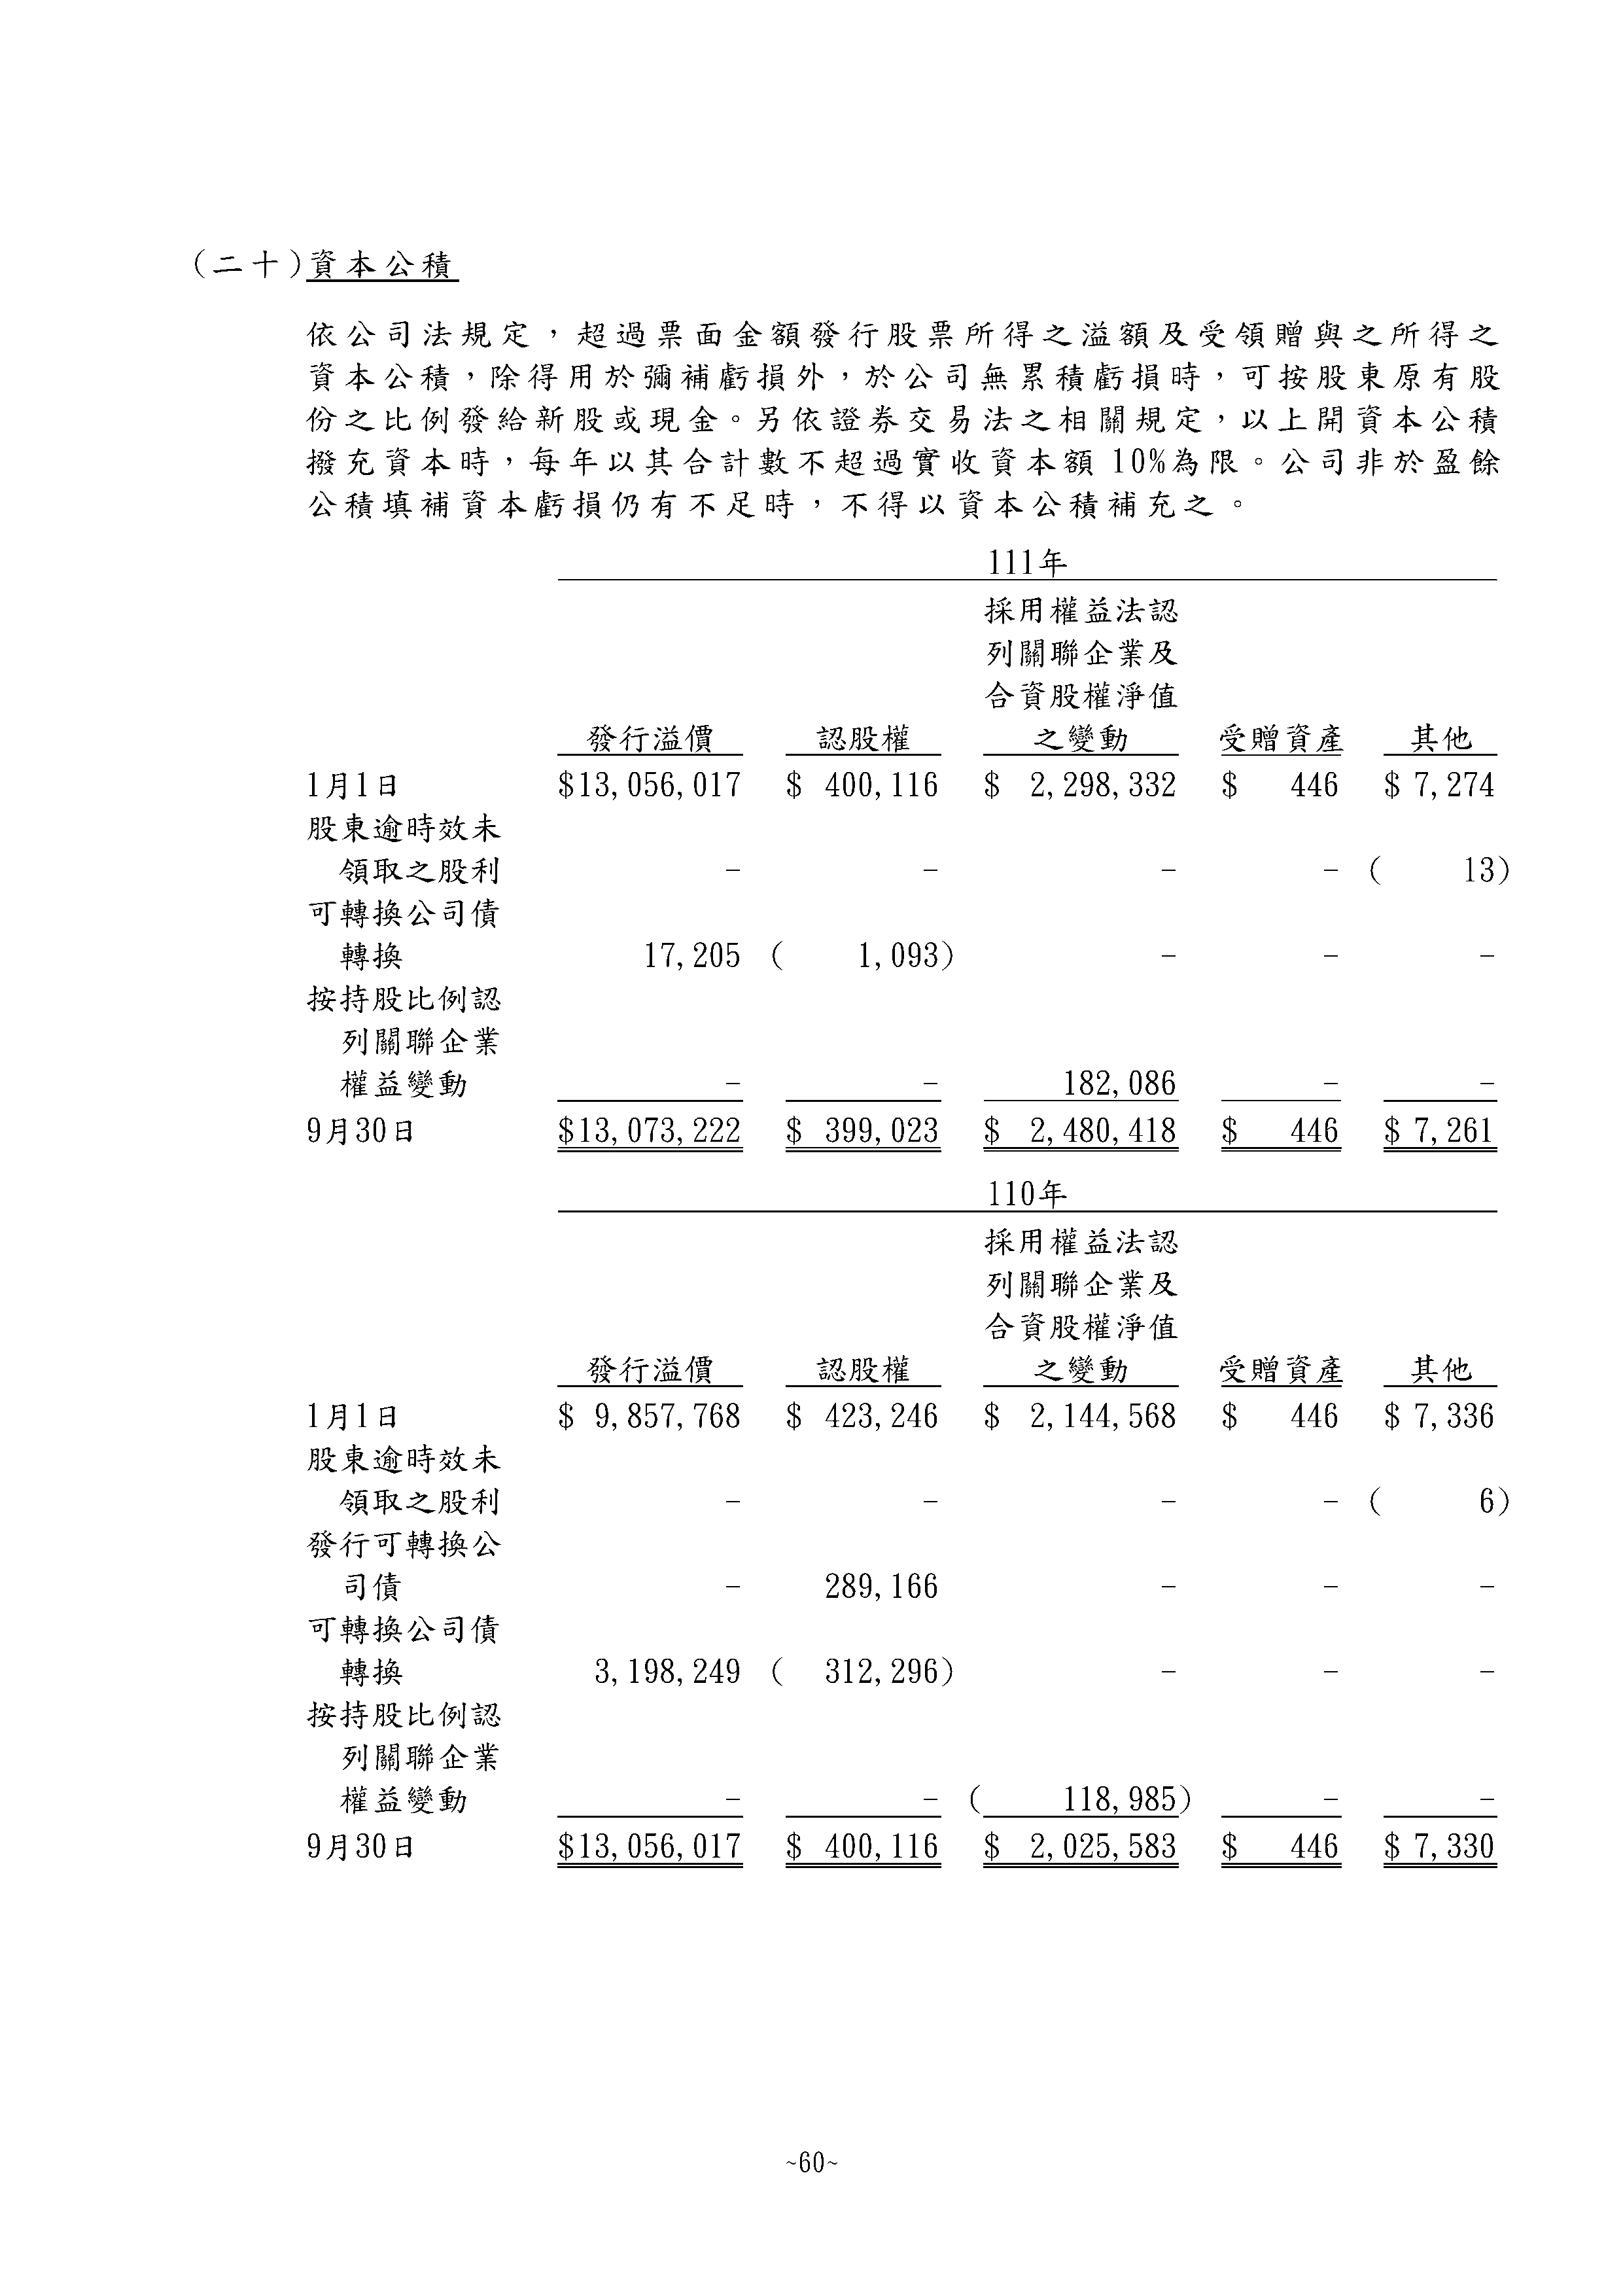 (二十)資本公積
依公司法規定，超過票面金額發行股票所得之溢額及受領贈與之所得之
資本公積，除得用於彌補虧損外，於公司無累積虧損時，可按股東原有股
份之比例發給新股或現金。另依證券交易法之相關規定，以上開資本公積
撥充資本時，每年以其合計數不超過實收資本額 10%為限。公司非於盈餘
公積填補資本虧損仍有不足時，不得以資本公積補充之。
111年
採用權益法認
列關聯企業及
合資股權淨值
發行溢價 認股權 之變動 受贈資產 其他
1月1日 $13,056,017 $ 400,116 $ 2,298,332 $ 446 $ 7,274
股東逾時效未
領取之股利 - - - - ( 13)
可轉換公司債
轉換 17,205 ( 1,093) - - -
按持股比例認
列關聯企業
權益變動 - - 182,086 - -
9月30日 $13,073,222 $ 399,023 $ 2,480,418 $ 446 $ 7,261
110年
採用權益法認
列關聯企業及
合資股權淨值
發行溢價 認股權 之變動 受贈資產 其他
1月1日 $ 9,857,768 $ 423,246 $ 2,144,568 $ 446 $ 7,336
股東逾時效未
領取之股利 - - - - ( 6)
發行可轉換公
司債 - 289,166 - - -
可轉換公司債
轉換 3,198,249 ( 312,296) - - -
按持股比例認
列關聯企業
權益變動 - - ( 118,985) - -
9月30日 $13,056,017 $ 400,116 $ 2,025,583 $ 446 $ 7,330
~60~